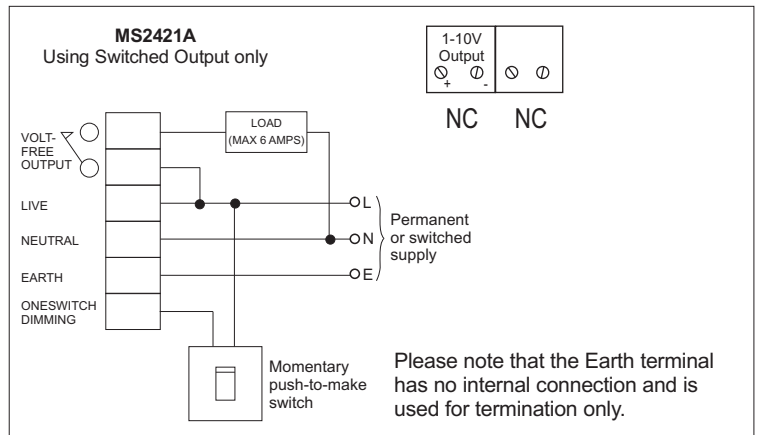 MS2421A
Using Switched Output only
1-10V
Output
+ -
NC NC
LOAD
(MAX 6 AMPS)
VOLT-
FREE
OUTPUT
LIVE
NEUTRAL
EARTH
ONESWITCH
DIMMING
L
N
E
Permanent
or switched
supply
Momentary
push-to-make
switch
Please note that the Earth terminal
has no internal connection and is
used for termination only.